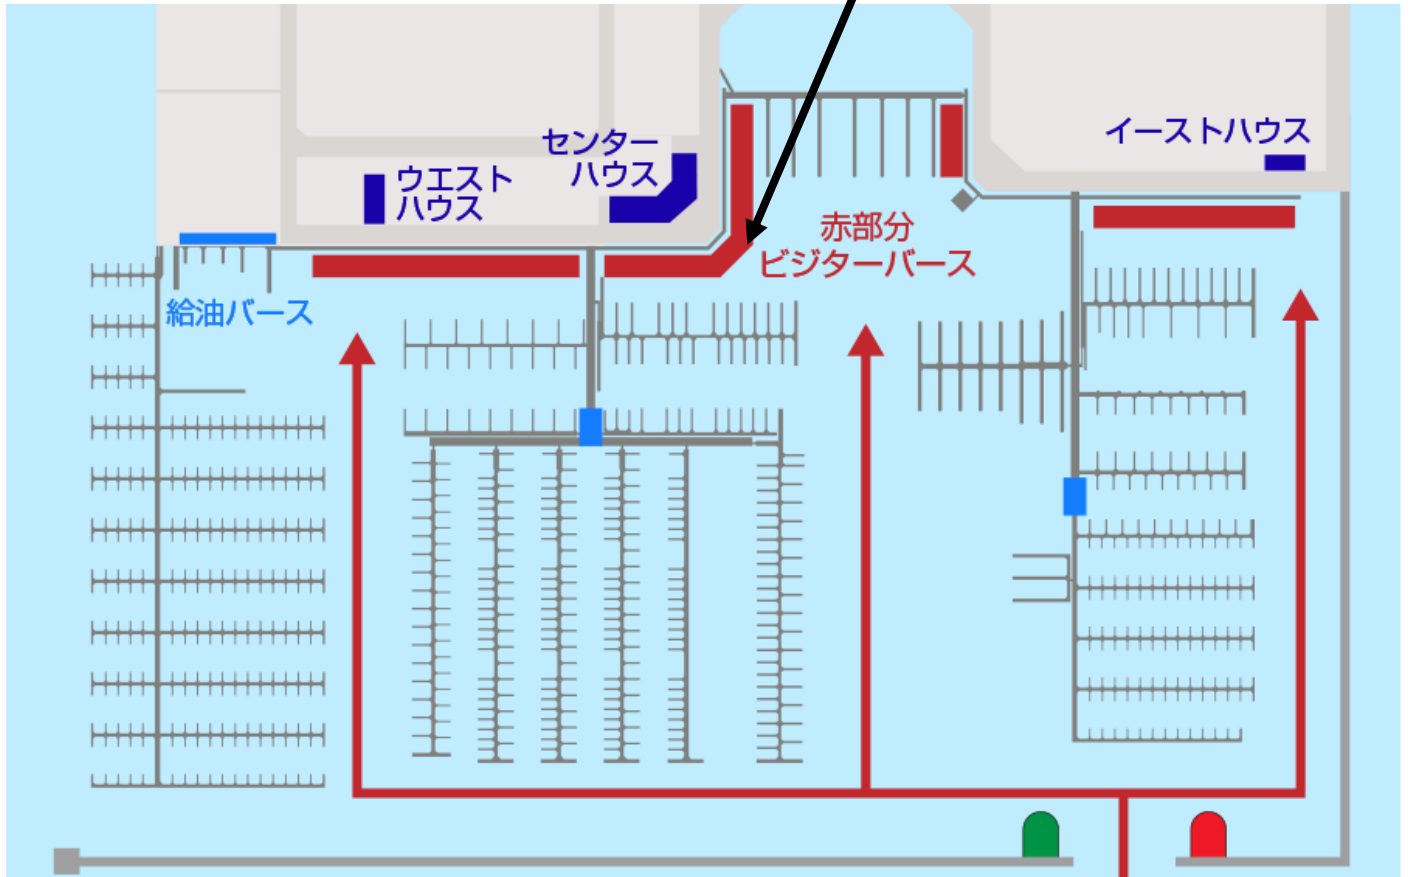 センター
ハウス
イーストハウス
ウエスト
ハウス
赤部分
ビジターバース
給油バース